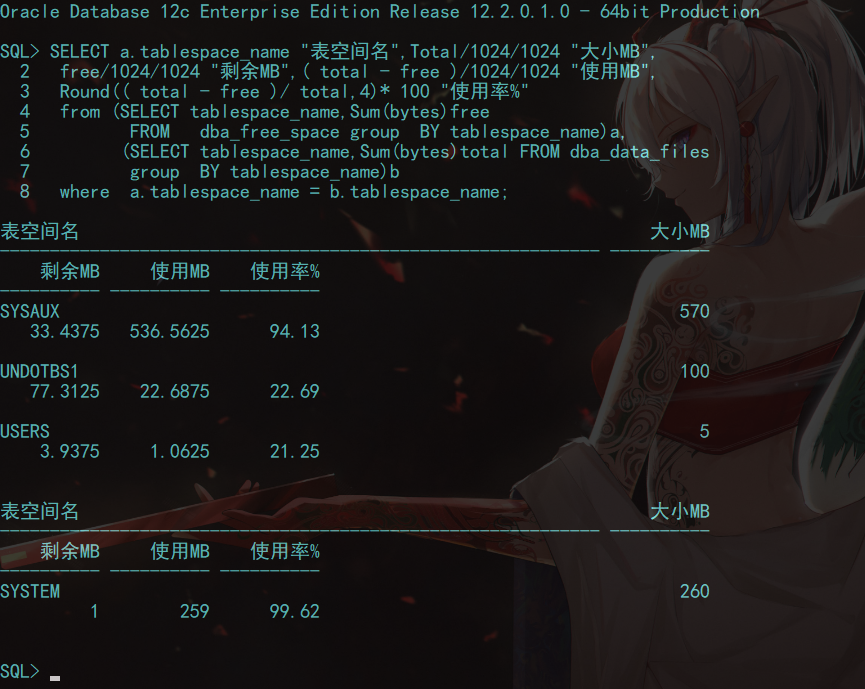 Oracle Database 12c Enterprise Edition Release 12.2.0.1.0 - 64bit Production
SQL> SELECT a.tablespace_name "表空间名",Total/1024/1024 "大小MB",
  2  free/1024/1024 "剩余MB",( total - free )/1024/1024 "使用MB",
  3  Round(( total - free )/ total,4)* 100 "使用率%"
  4  from (SELECT tablespace_name,Sum(bytes)free
  5         FROM   dba_free_space group  BY tablespace_name)a,
  6        (SELECT tablespace_name,Sum(bytes)total FROM dba_data_files
  7         group  BY tablespace_name)b
  8  where  a.tablespace_name = b.tablespace_name;
表空间名 大小MB
------------------------------------------------------------ ----------
剩余MB 使用MB 使用率%
---------- ---------- ----------
SYSAUX 570
33.4375 536.5625 94.13
UNDOTBS1 100
77.3125 22.6875 22.69
USERS 5
3.9375 1.0625 21.25
表空间名 大小MB
------------------------------------------------------------ ----------
剩余MB 使用MB 使用率%
---------- ---------- ----------
SYSTEM 260
1 259 99.62
SQL>